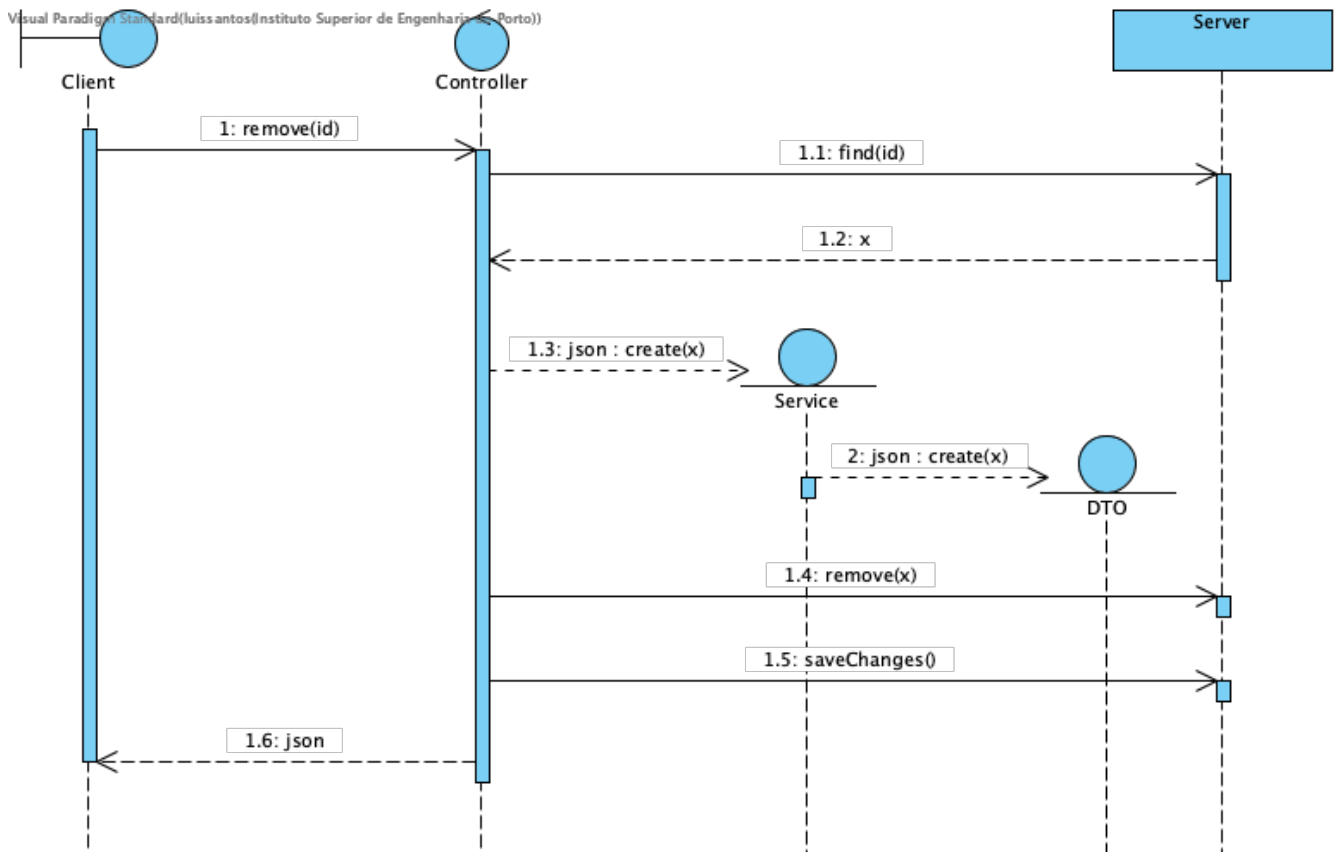 Visual Paradigm Standard(luissantos(Instituto Superior de Engenharia do Porto))
Server
Client
Controller
1: remove(id)
1.1: find(id)
1.2: x
1.3: json : create(x)
Service
2: json : create(x)
DTO
1.4: remove(x)
1.5: saveChanges()
1.6: json